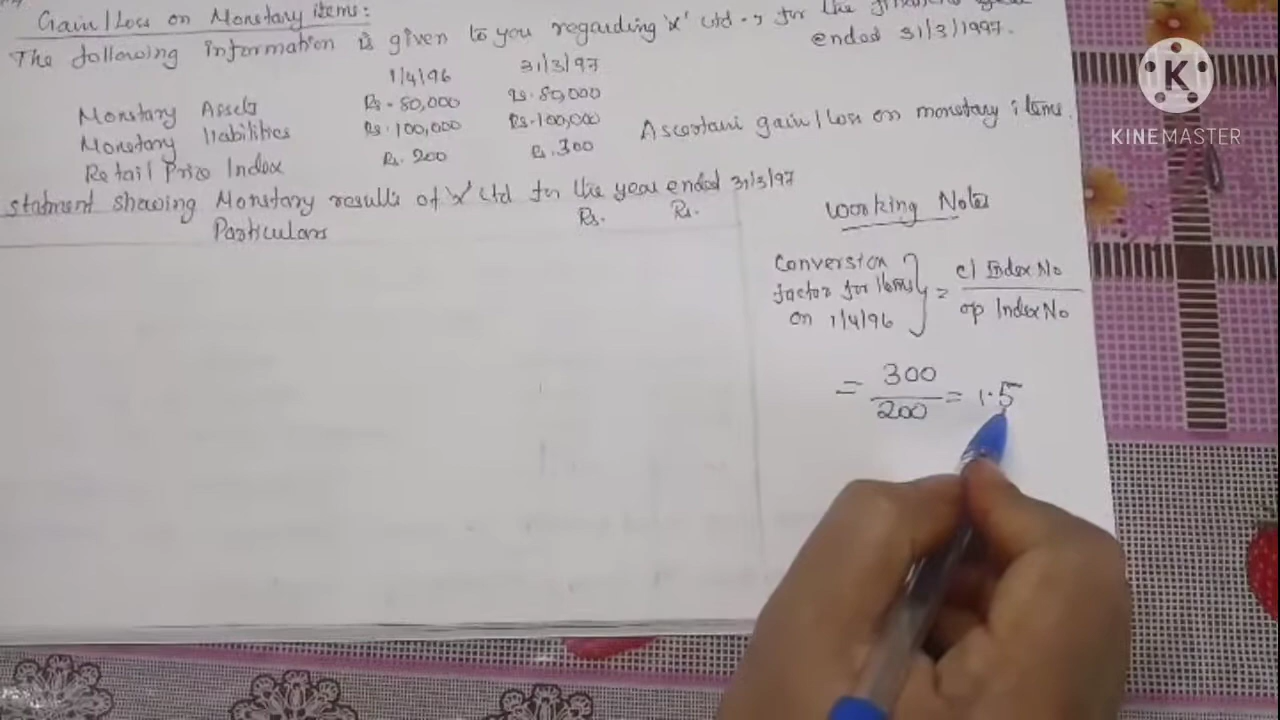 Gain/Loss on Monetary items:
The following information is given to you regarding 'x' Ltd., for the financial year
ended 31/3/1997.
1/4/96 31/3/97
Monetary Assets Rs. 80,000 Rs. 80,000
Monetary liabilities Rs. 100,000 Rs. 100,000
Retail Price Index Rs. 200 Rs. 300
Ascertain gain/Loss on monetary items.
statment showing Monetary results of 'x' Ltd for the year ended 31/3/97
Particulars Rs. Rs.
Working Notes
Conversion
factor for items
on 1/4/96
= cl Index No
op Index No
= 300
200
= 1.5
K
KINEMASTER